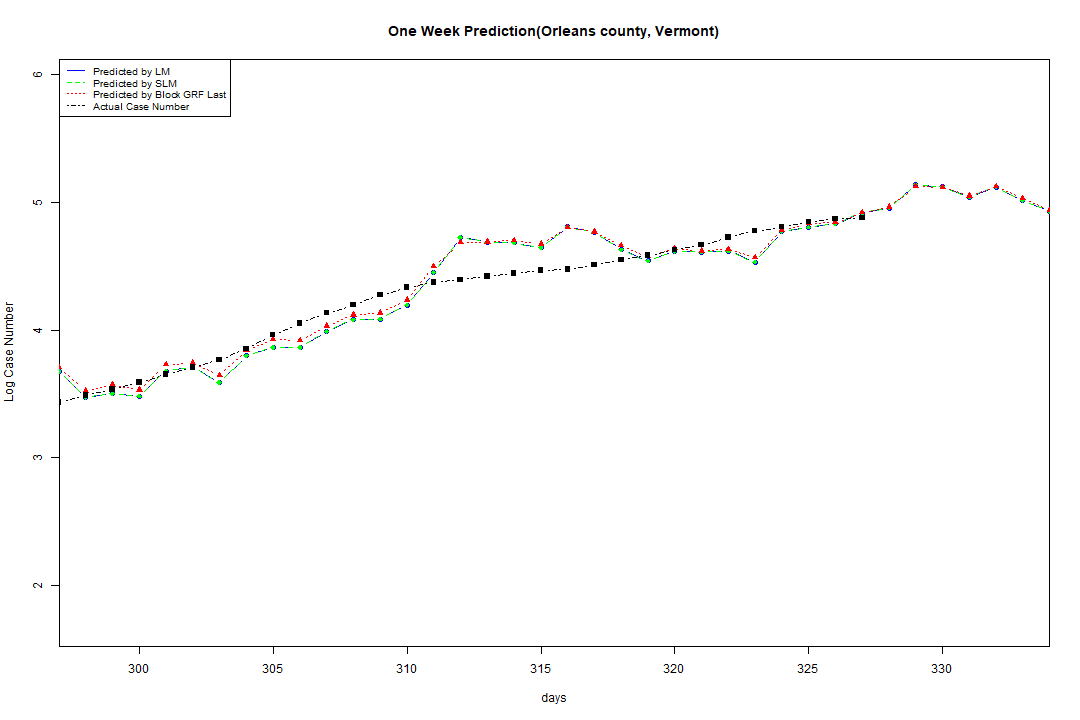 One Week Prediction(Orleans county, Vermont)
Predicted by LM
Predicted by SLM
Predicted by Block GRF Last
Actual Case Number
6
5
4
3
2
Log Case Number
300 305 310 315 320 325 330
days